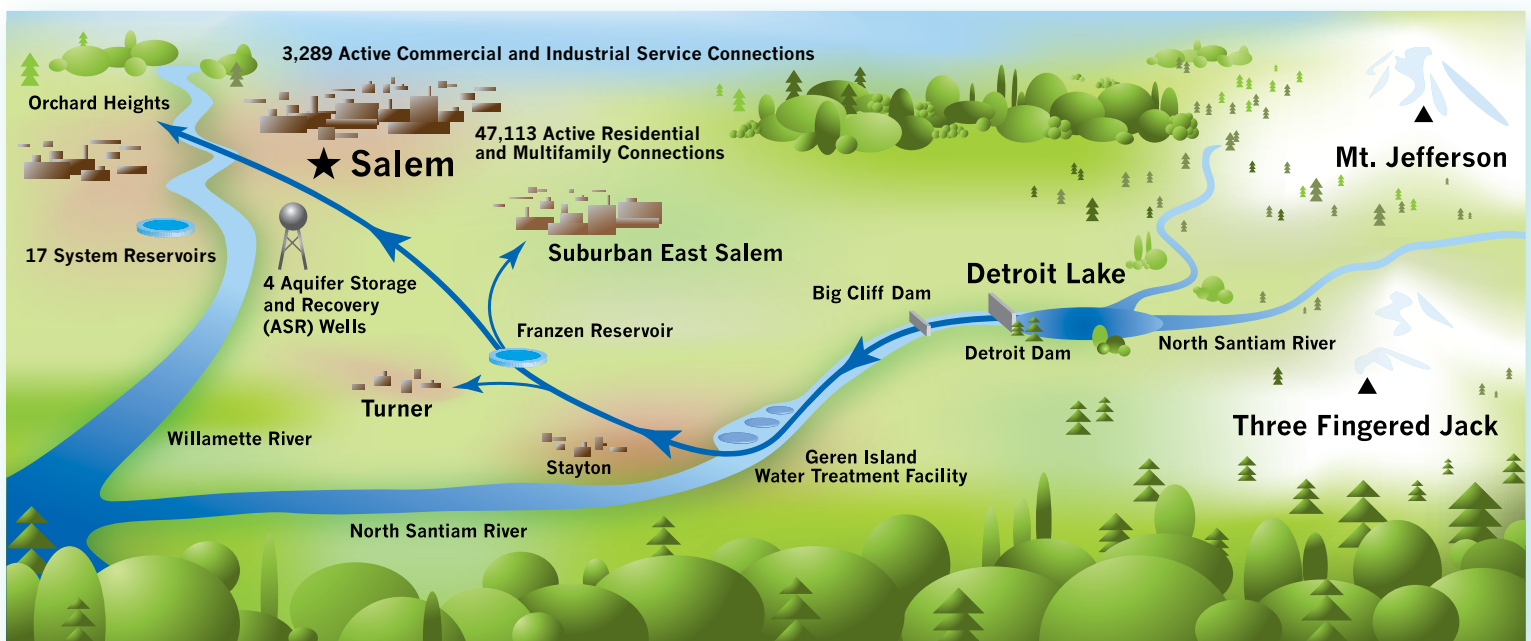 3,289 Active Commercial and Industrial Service Connections
Orchard Heights
47,113 Active Residential
and Multifamily Connections
Salem
Mt. Jefferson
17 System Reservoirs
Suburban East Salem
4 Aquifer Storage
and Recovery
(ASR) Wells
Detroit Lake
Big Cliff Dam
Franzen Reservoir
North Santiam River
Detroit Dam
Turner
Three Fingered Jack
Willamette River
Stayton
Geren Island
Water Treatment Facility
North Santiam River